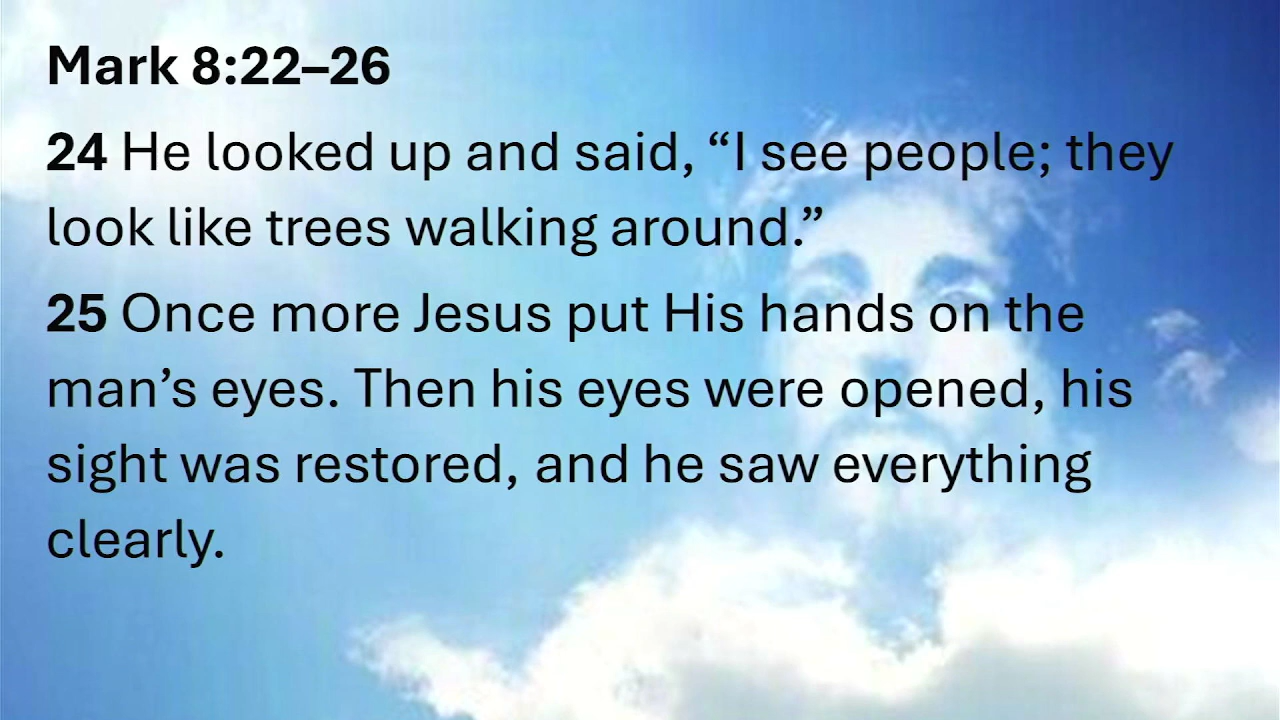 Mark 8:22–26
24 He looked up and said, “I see people; they
look like trees walking around.”
25 Once more Jesus put His hands on the
man’s eyes. Then his eyes were opened, his
sight was restored, and he saw everything
clearly.